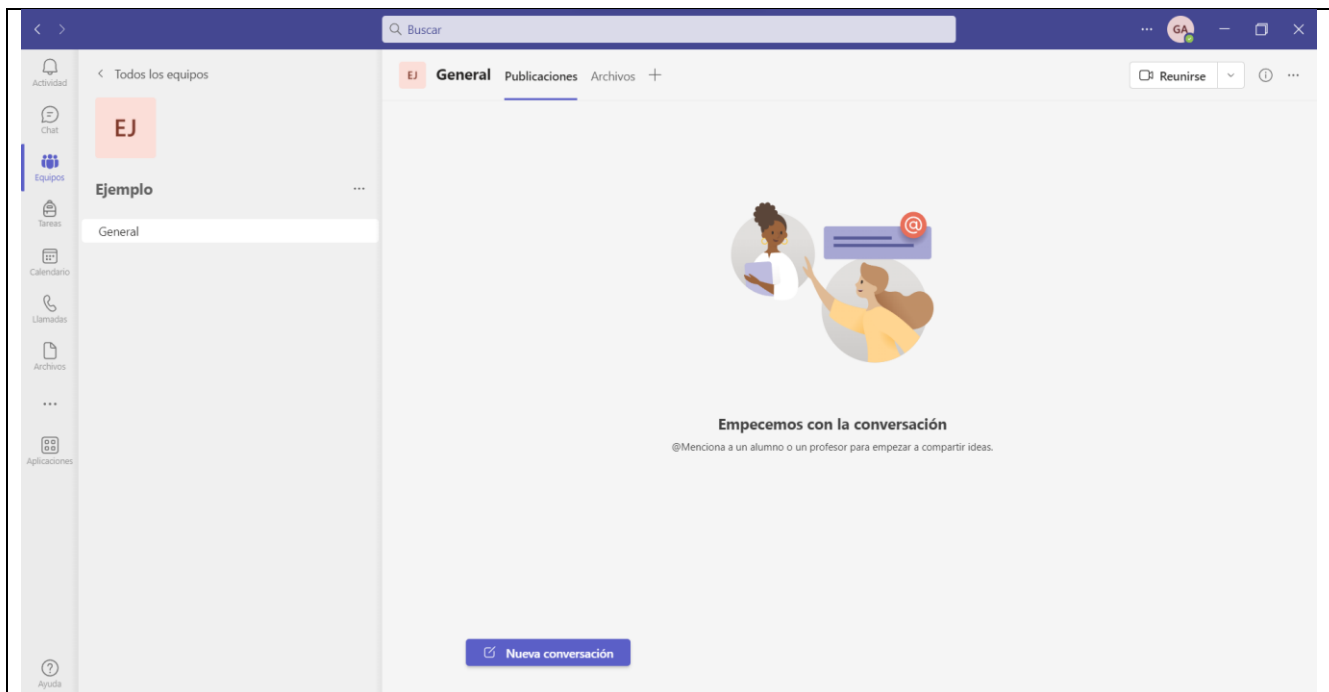 Buscar
GA
Actividad
Chat
Equipos
Tareas
Calendario
Llamadas
Archivos
Aplicaciones
Ayuda
Todos los equipos
EJ
Ejemplo
General
EJ General Publicaciones Archivos
Reunirse
@
Empecemos con la conversación
@Menciona a un alumno o un profesor para empezar a compartir ideas.
Nueva conversación